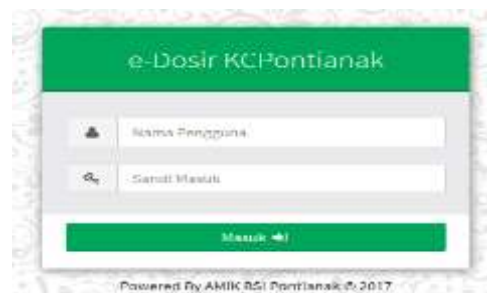 e-Dosir KCPontianak
Nama Pengguna
Sandi Masuk
Masuk
Powered By AMIK BSI Pontianak © 2017